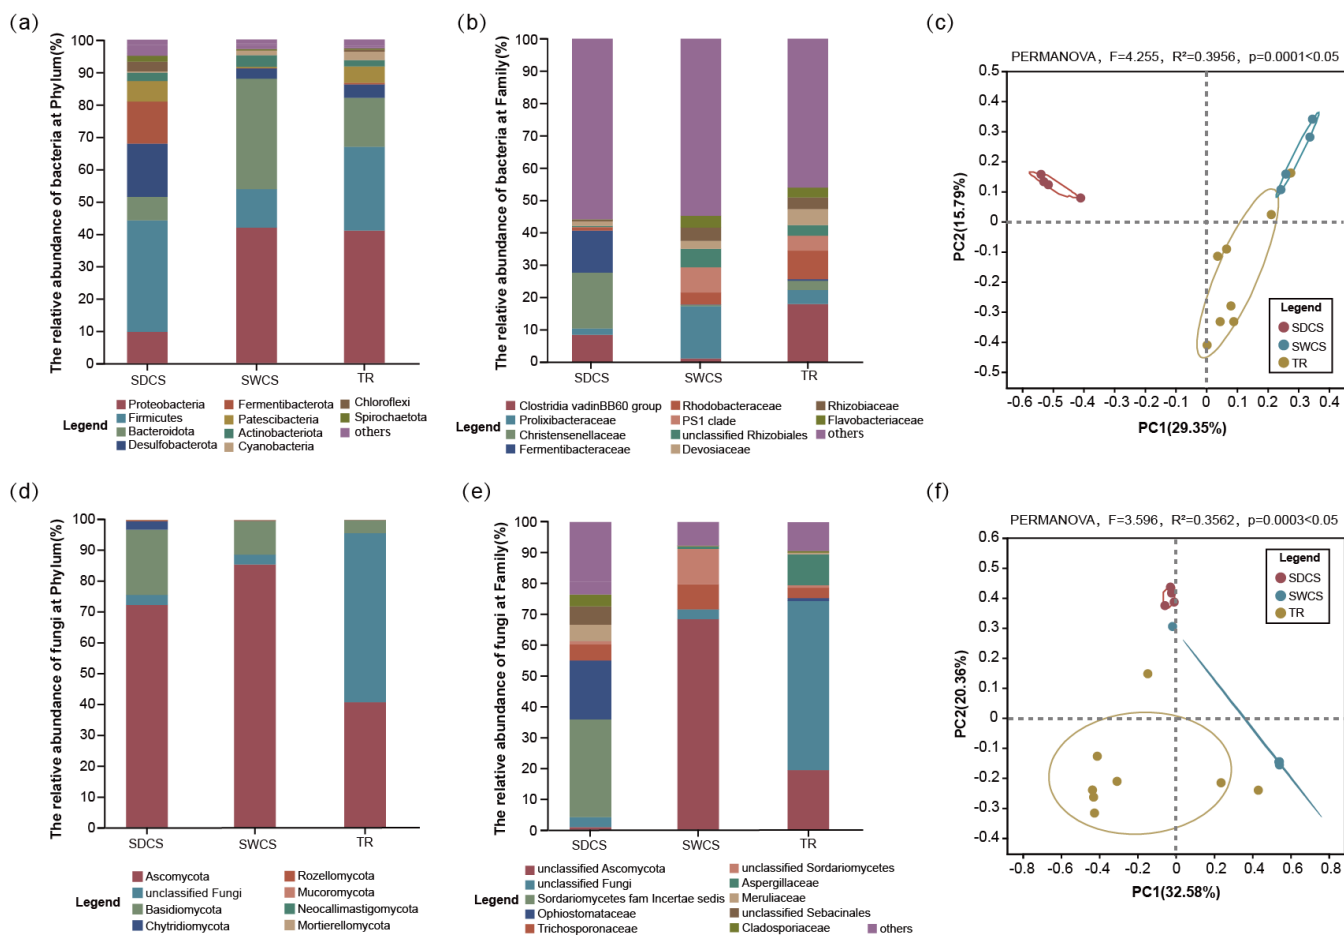 (a)
The relative abundance of bacteria at Phylum(%)
100
90
80
70
60
50
40
30
20
10
0
SDCS SWCS TR
Legend
Proteobacteria
Firmicutes
Bacteroidota
Desulfobacterota
Fermentibacterota
Patescibacteria
Actinobacteriota
Cyanobacteria
Chloroflexi
Spirochaetota
others
(b)
The relative abundance of bacteria at Family(%)
100
90
80
70
60
50
40
30
20
10
0
SDCS SWCS TR
Legend
Clostridia vadinBB60 group
Prolixibacteraceae
Christensenellaceae
Fermentibacteraceae
Rhodobacteraceae
PS1 clade
unclassified Rhizobiales
Devosiaceae
Rhizobiaceae
Flavobacteriaceae
others
(c)
PERMANOVA, F=4.255, R²=0.3956, p=0.0001<0.05
PC2(15.79%)
0.5
0.4
0.3
0.2
0.1
0
-0.1
-0.2
-0.3
-0.4
-0.5
Legend
SDCS
SWCS
TR
-0.6 -0.5 -0.4 -0.3 -0.2 -0.1 0 0.1 0.2 0.3 0.4
PC1(29.35%)
(d)
The relative abundance of fungi at Phylum(%)
100
90
80
70
60
50
40
30
20
10
0
SDCS SWCS TR
Legend
Ascomycota
unclassified Fungi
Basidiomycota
Chytridiomycota
Rozellomycota
Mucoromycota
Neocallimastigomycota
Mortierellomycota
(e)
The relative abundance of fungi at Family(%)
100
90
80
70
60
50
40
30
20
10
0
SDCS SWCS TR
Legend
unclassified Ascomycota
unclassified Fungi
Sordariomycetes fam Incertae sedis
Ophiostomataceae
Trichosporonaceae
unclassified Sordariomycetes
Aspergillaceae
Meruliaceae
unclassified Sebacinales
Cladosporiaceae
others
(f)
PERMANOVA, F=3.596, R²=0.3562, p=0.0003<0.05
PC2(20.36%)
0.6
0.5
0.4
0.3
0.2
0.1
0
-0.1
-0.2
-0.3
-0.4
Legend
SDCS
SWCS
TR
-0.8 -0.6 -0.4 -0.2 0 0.2 0.4 0.6 0.8
PC1(32.58%)